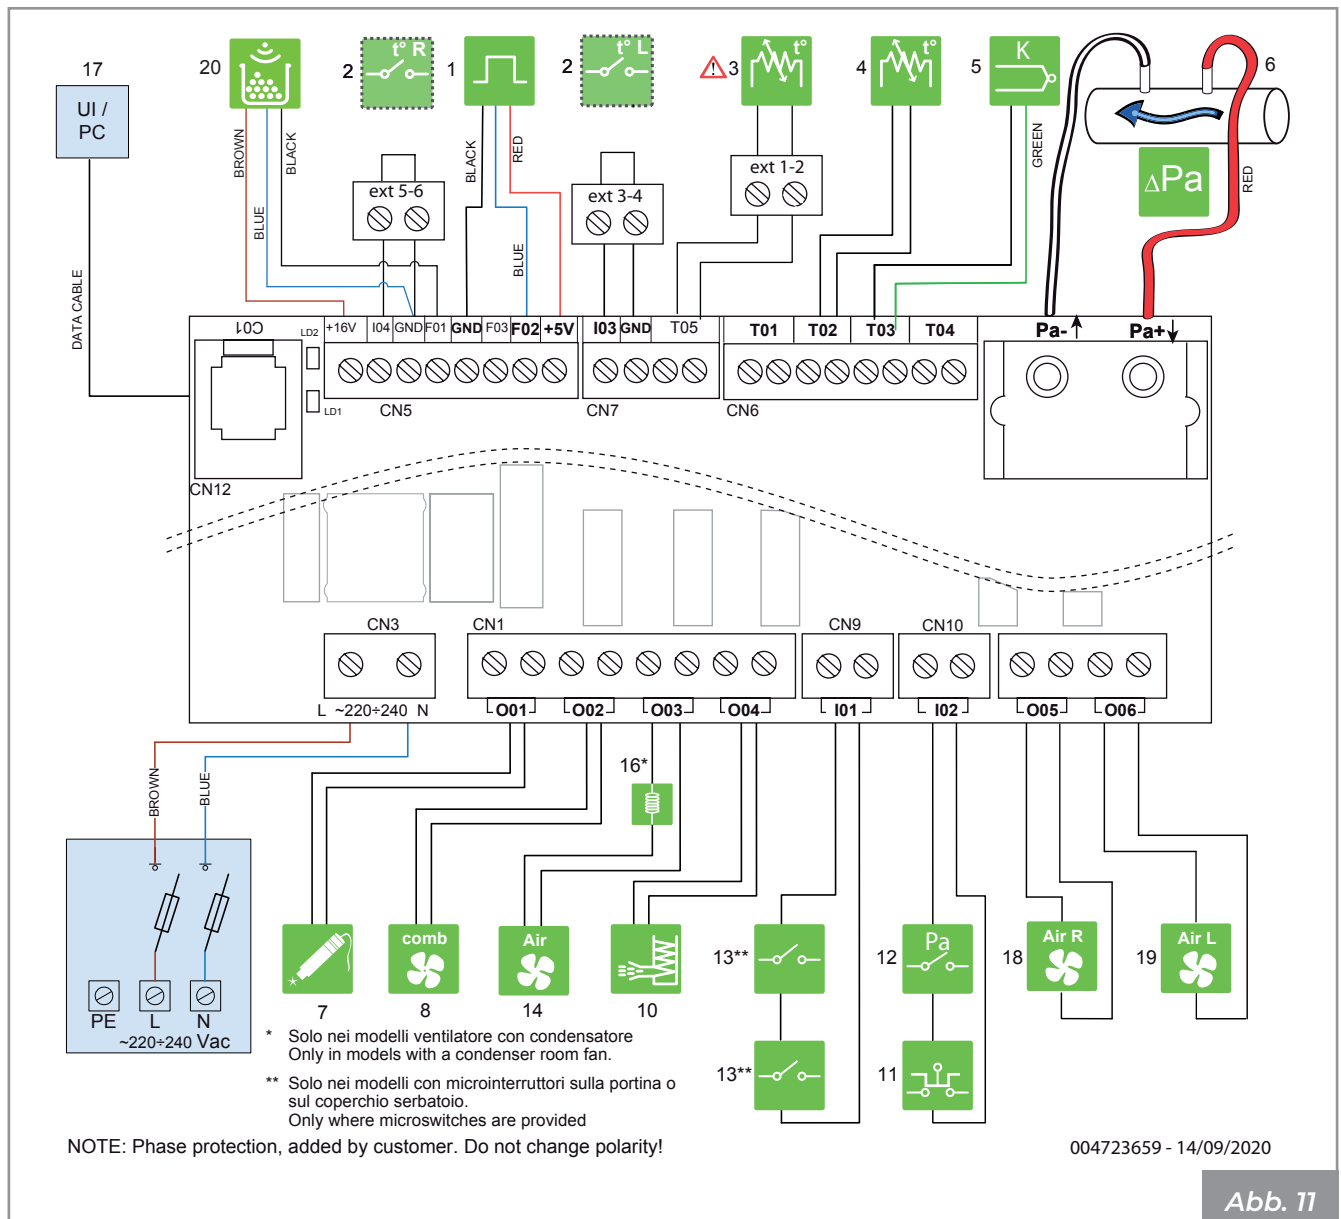 17
20
2
t° R
1
2
t° L
3
t°
4
t°
5
K
6
UI /
PC
BROWN
BLUE
BLACK
BLACK
RED
BLUE
GREEN
RED
ΔPa
ext 5-6
ext 3-4
ext 1-2
DATA CABLE
C01
LD2
LD1
+16V
I04
GND
F01
GND
F03
F02
+5V
I03
GND
T05
T01
T02
T03
T04
Pa-
Pa+
CN5
CN7
CN6
CN12
CN3
CN1
CN9
CN10
L ~220÷240 N
O01
O02
O03
O04
I01
I02
O05
O06
BROWN
BLUE
16*
comb
Air
13**
12
Pa
18
Air R
19
Air L
7
8
14
10
PE
L
N
~220÷240 Vac
13**
11
* Solo nei modelli ventilatore con condensatore
Only in models with a condenser room fan.
** Solo nei modelli con microinterruttori sulla portina o
sul coperchio serbatoio.
Only where microswitches are provided
NOTE: Phase protection, added by customer. Do not change polarity!
004723659 - 14/09/2020
Abb. 11